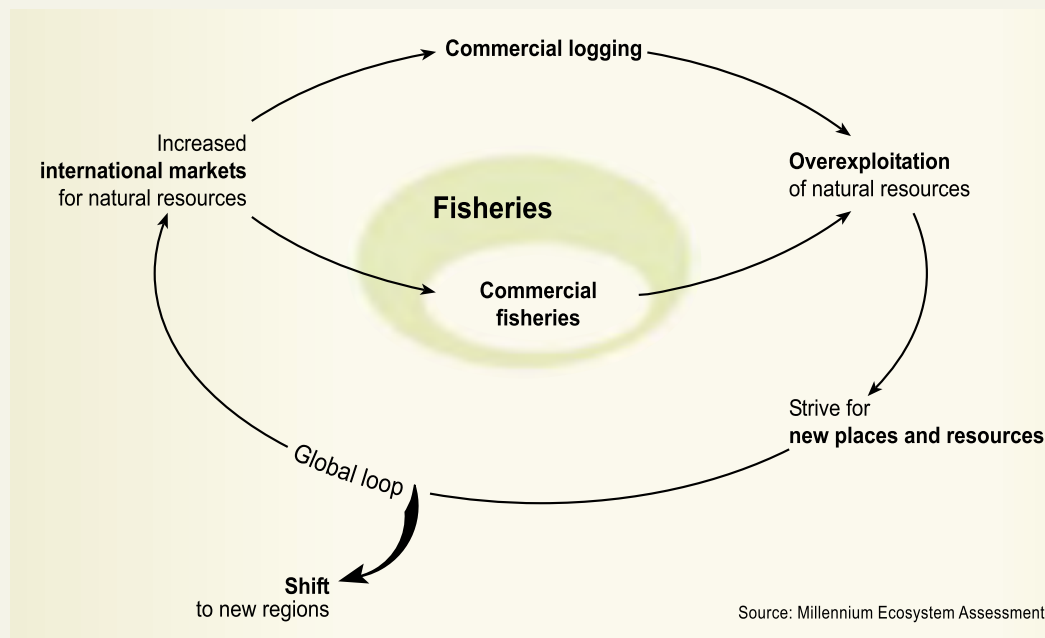 Commercial logging
Increased
international markets
for natural resources
Overexploitation
of natural resources
Fisheries
Commercial
fisheries
Strive for
new places and resources
Global loop
Shift
to new regions
Source: Millennium Ecosystem Assessment